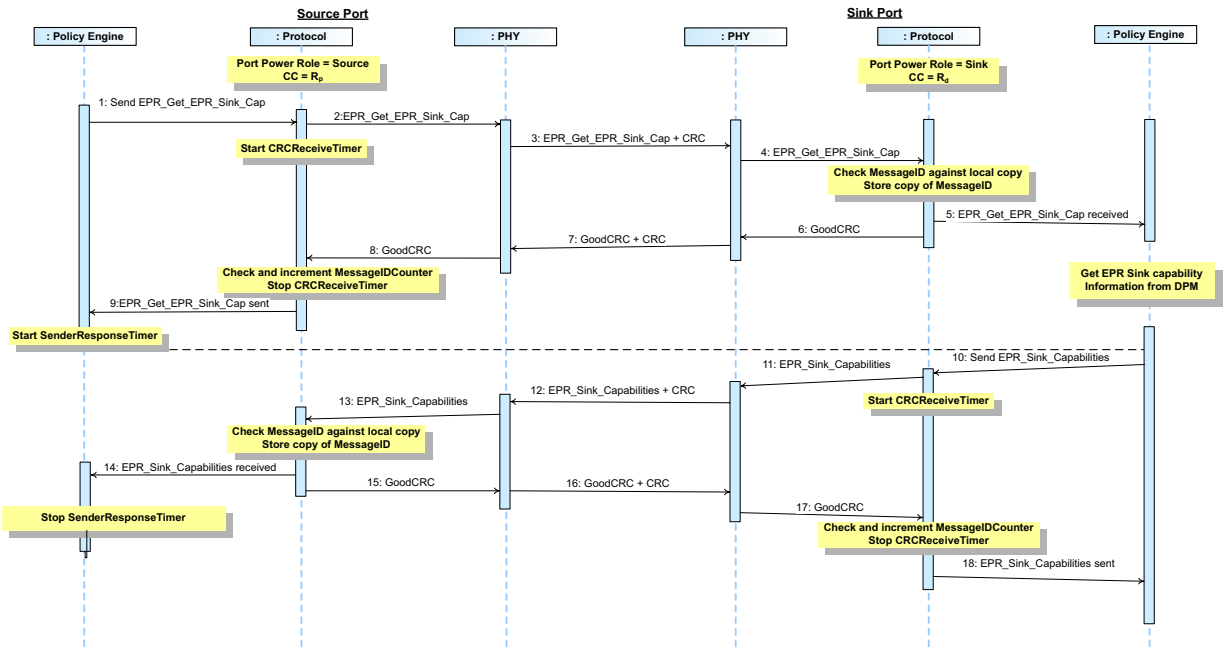 Source Port
Sink Port
: Policy Engine
: Protocol
: PHY
: PHY
: Protocol
: Policy Engine
Port Power Role = Source
CC = Rp
Port Power Role = Sink
CC = Rd
1: Send EPR_Get_EPR_Sink_Cap
2:EPR_Get_EPR_Sink_Cap
Start CRCReceiveTimer
3: EPR_Get_EPR_Sink_Cap + CRC
4: EPR_Get_EPR_Sink_Cap
Check MessageID against local copy
Store copy of MessageID
5: EPR_Get_EPR_Sink_Cap received
6: GoodCRC
7: GoodCRC + CRC
8: GoodCRC
Check and increment MessageIDCounter
Stop CRCReceiveTimer
Get EPR Sink capability
Information from DPM
9:EPR_Get_EPR_Sink_Cap sent
Start SenderResponseTimer
10: Send EPR_Sink_Capabilities
11: EPR_Sink_Capabilities
Start CRCReceiveTimer
12: EPR_Sink_Capabilities + CRC
13: EPR_Sink_Capabilities
Check MessageID against local copy
Store copy of MessageID
14: EPR_Sink_Capabilities received
15: GoodCRC
16: GoodCRC + CRC
17: GoodCRC
Stop SenderResponseTimer
Check and increment MessageIDCounter
Stop CRCReceiveTimer
18: EPR_Sink_Capabilities sent